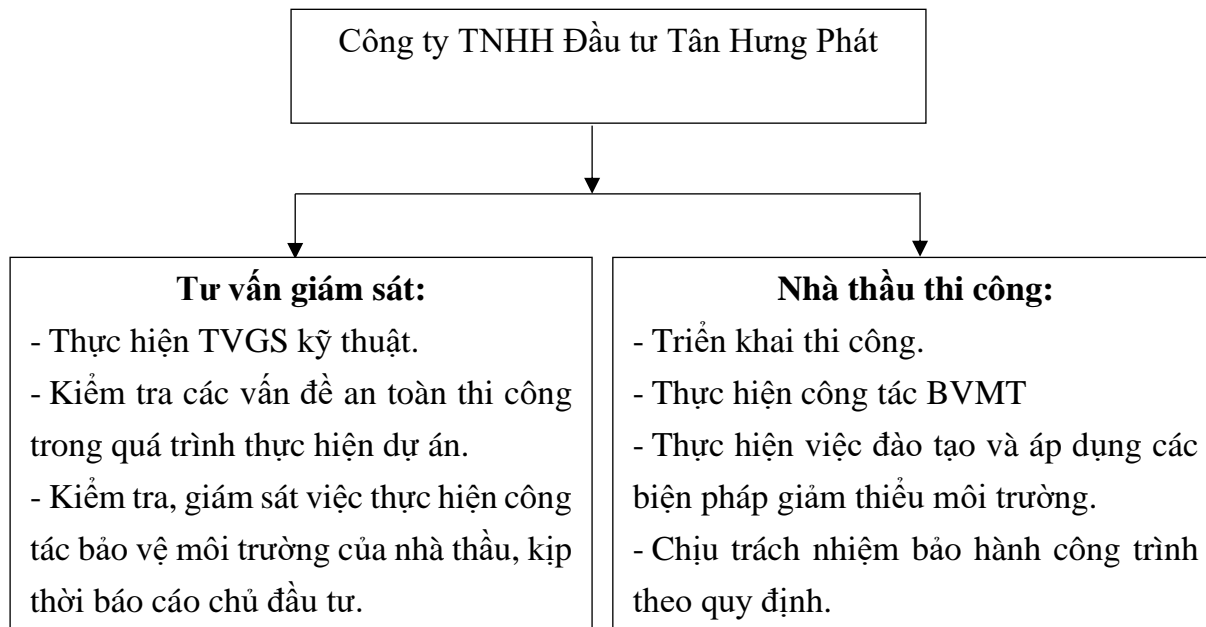 Công ty TNHH Đầu tư Tân Hưng Phát
Tư vấn giám sát:
- Thực hiện TVGS kỹ thuật.
- Kiểm tra các vấn đề an toàn thi công
trong quá trình thực hiện dự án.
- Kiểm tra, giám sát việc thực hiện công
tác bảo vệ môi trường của nhà thầu, kịp
thời báo cáo chủ đầu tư.
Nhà thầu thi công:
- Triển khai thi công.
- Thực hiện công tác BVMT
- Thực hiện việc đào tạo và áp dụng các
biện pháp giảm thiểu môi trường.
- Chịu trách nhiệm bảo hành công trình
theo quy định.